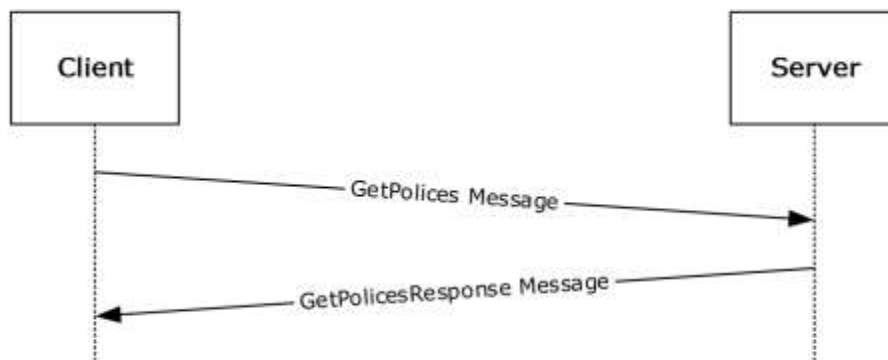 Client
Server
GetPolices Message
GetPolicesResponse Message